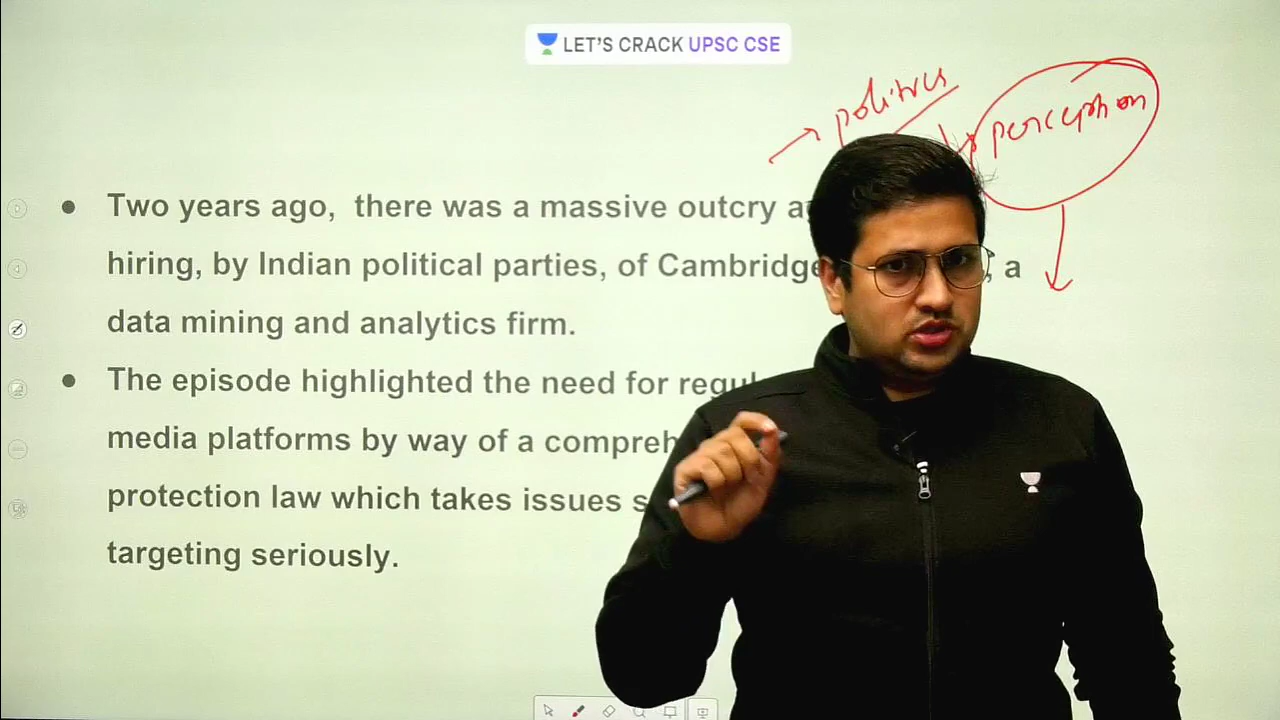 LET'S CRACK UPSC CSE
→ politics
perception
• Two years ago, there was a massive outcry
hiring, by Indian political parties, of Cambridge , a
data mining and analytics firm.
• The episode highlighted the need for
media platforms by way of a
protection law which takes issues
targeting seriously.